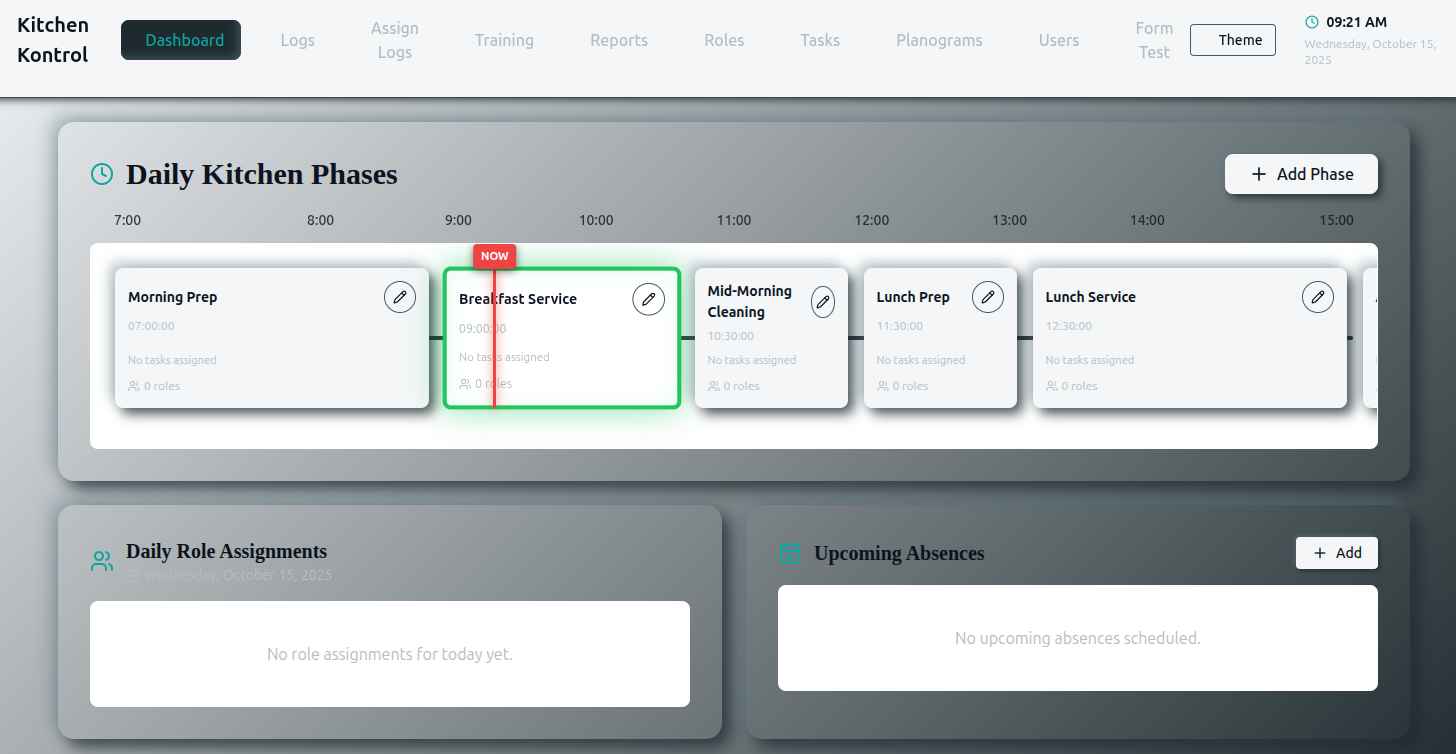 Kitchen
Kontrol
Dashboard
Logs
Assign
Logs
Training
Reports
Roles
Tasks
Planograms
Users
Form
Test
Theme
09:21 AM
Wednesday, October 15,
2025
Daily Kitchen Phases
Add Phase
7:00 8:00 9:00 10:00 11:00 12:00 13:00 14:00 15:00
NOW
Morning Prep
07:00:00
No tasks assigned
0 roles
Breakfast Service
09:00:00
No tasks assigned
0 roles
Mid-Morning
Cleaning
10:30:00
No tasks assigned
0 roles
Lunch Prep
11:30:00
No tasks assigned
0 roles
Lunch Service
12:30:00
No tasks assigned
0 roles
Daily Role Assignments
Wednesday, October 15, 2025
No role assignments for today yet.
Upcoming Absences
Add
No upcoming absences scheduled.